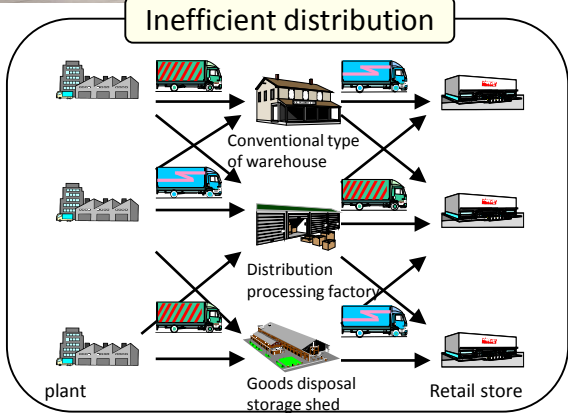 Inefficient distribution
Conventional type
of warehouse
Distribution
processing factory
plant
Goods disposal
storage shed
Retail store